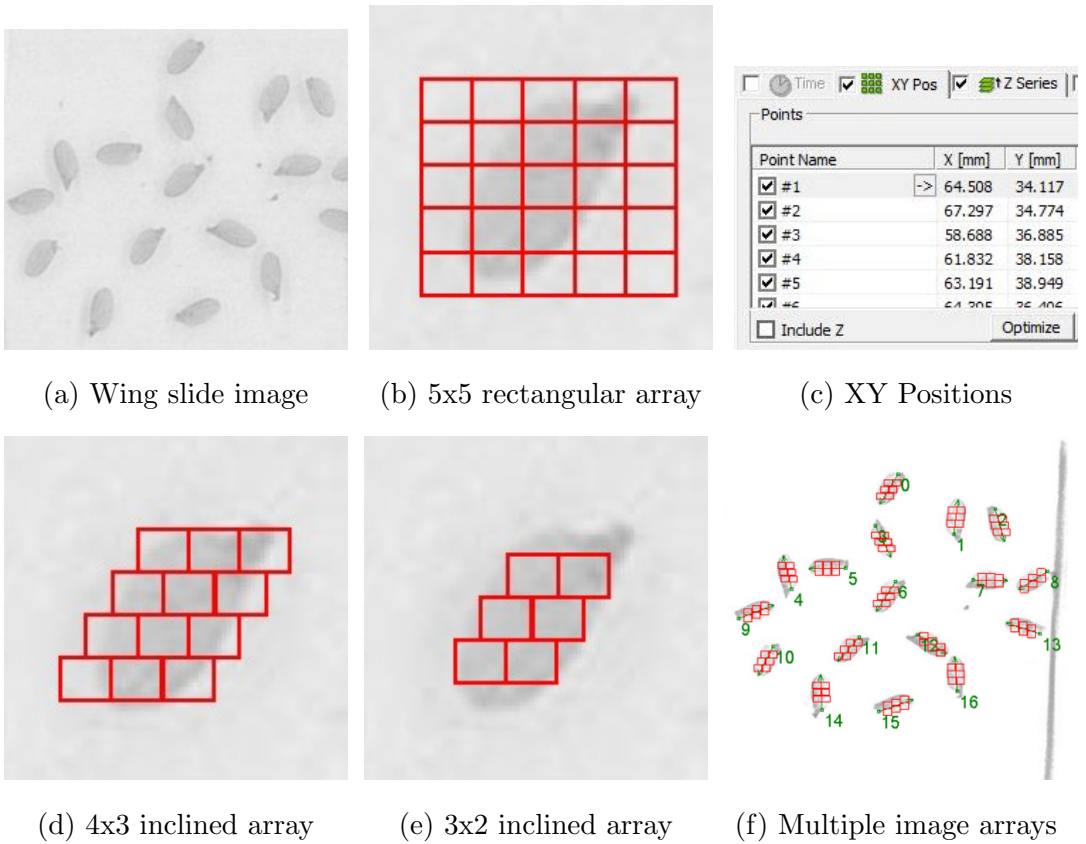 Time XY Pos Z Series
Points
Point Name X [mm] Y [mm]
#1 -> 64.508 34.117
#2 67.297 34.774
#3 58.688 36.885
#4 61.832 38.158
#5 63.191 38.949
Include Z Optimize
(a) Wing slide image (b) 5x5 rectangular array (c) XY Positions
0
1
2
3
4
5
6
7
8
9
10
11
12
13
14
15
16
(d) 4x3 inclined array (e) 3x2 inclined array (f) Multiple image arrays